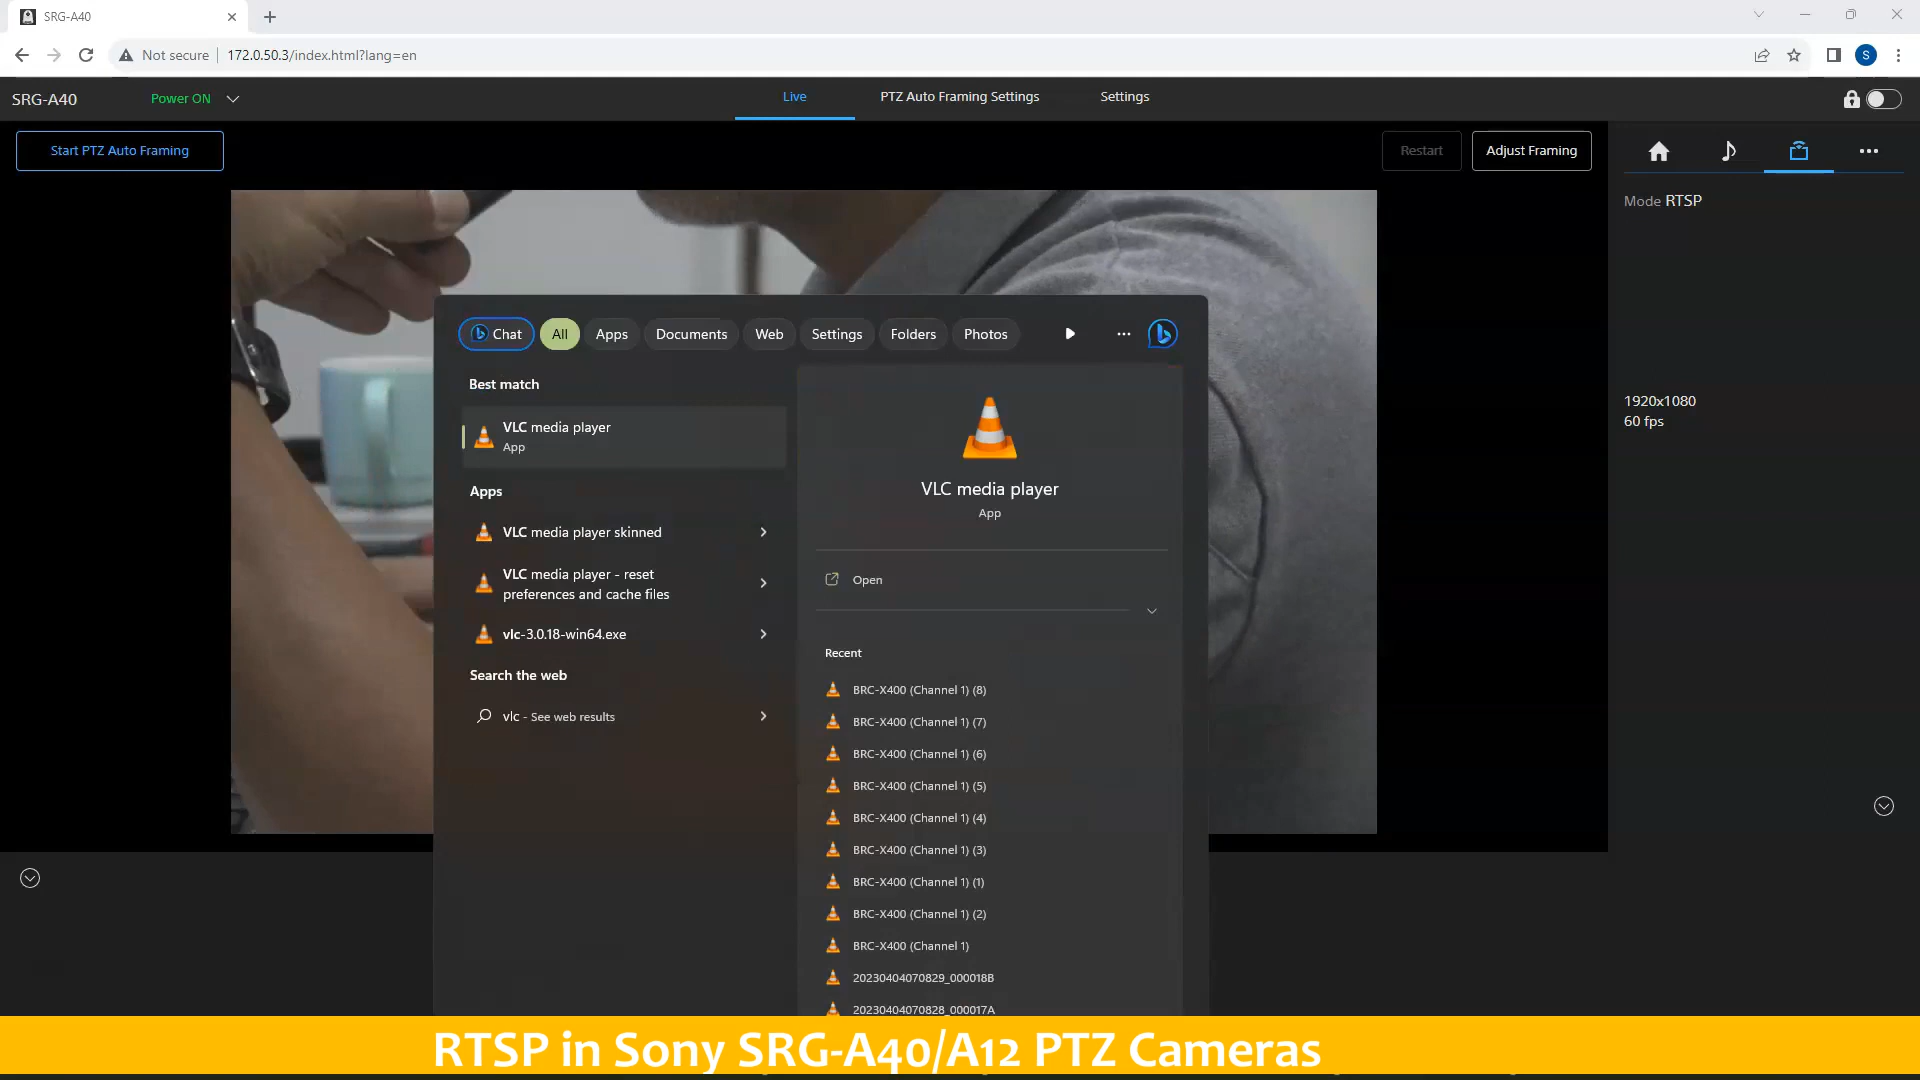 SRG-A40
Not secure
172.0.50.3/index.html?lang=en
S
SRG-A40
Power ON
Live
PTZ Auto Framing Settings
Settings
Start PTZ Auto Framing
Restart
Adjust Framing
Mode RTSP
1920x1080
60 fps
Chat
All
Apps
Documents
Web
Settings
Folders
Photos
Best match
VLC media player
App
Apps
VLC media player skinned
VLC media player - reset
preferences and cache files
vlc-3.0.18-win64.exe
Search the web
vlc - See web results
VLC media player
App
Open
Recent
BRC-X400 (Channel 1) (8)
BRC-X400 (Channel 1) (7)
BRC-X400 (Channel 1) (6)
BRC-X400 (Channel 1) (5)
BRC-X400 (Channel 1) (4)
BRC-X400 (Channel 1) (3)
BRC-X400 (Channel 1) (1)
BRC-X400 (Channel 1) (2)
BRC-X400 (Channel 1)
20230404070829_000018B
20230404070828_000017A
RTSP in Sony SRG-A40/A12 PTZ Cameras